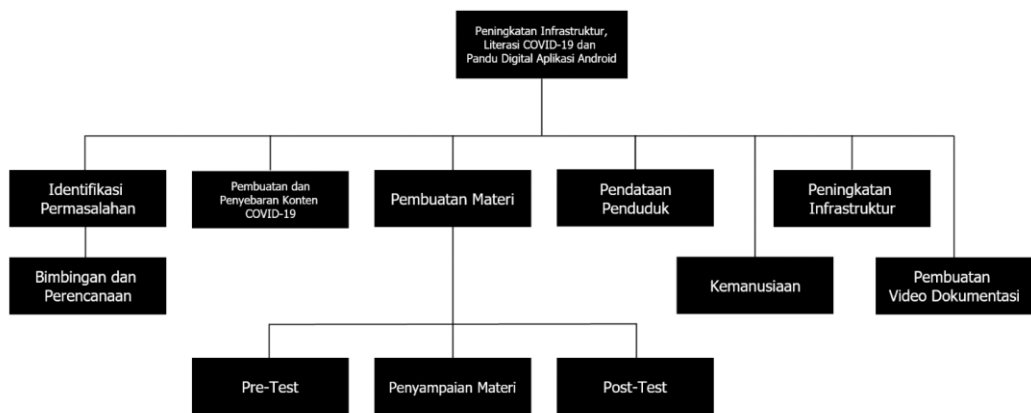 Peningkatan Infrastruktur,
Literasi COVID-19 dan
Pandu Digital Aplikasi Android
Identifikasi
Permasalahan
Pembuatan dan
Penyebaran Konten
COVID-19
Pembuatan Materi
Pendataan
Penduduk
Peningkatan
Infrastruktur
Bimbingan dan
Perencanaan
Kemanusiaan
Pembuatan
Video Dokumentasi
Pre-Test
Penyampaian Materi
Post-Test